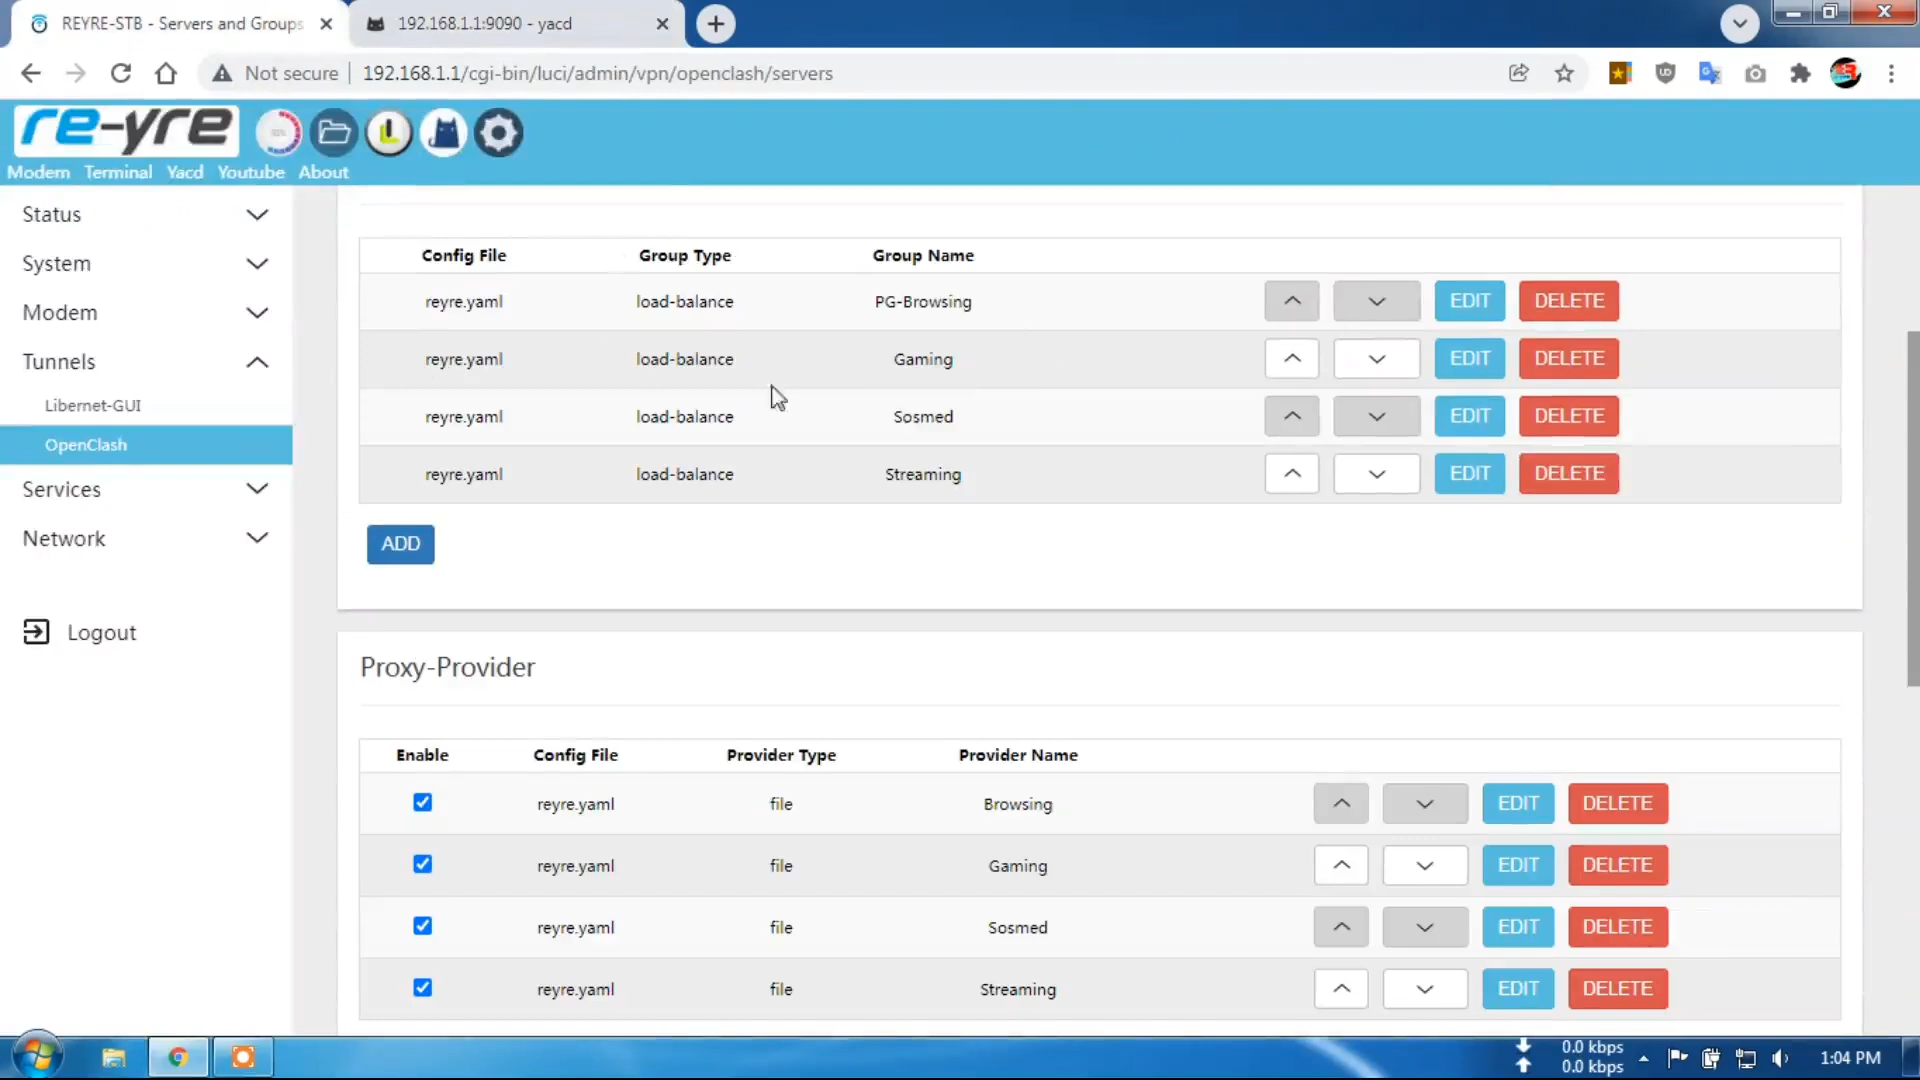 REYRE-STB - Servers and Groups
192.168.1.1:9090 - yacd
Not secure
192.168.1.1/cgi-bin/luci/admin/vpn/openclash/servers
re-yre
Modem Terminal Yacd Youtube About
Status
System
Modem
Tunnels
Libernet-GUI
OpenClash
Services
Network
Logout
Config File Group Type Group Name
reyre.yaml load-balance PG-Browsing EDIT DELETE
reyre.yaml load-balance Gaming EDIT DELETE
reyre.yaml load-balance Sosmed EDIT DELETE
reyre.yaml load-balance Streaming EDIT DELETE
ADD
Proxy-Provider
Enable Config File Provider Type Provider Name
reyre.yaml file Browsing EDIT DELETE
reyre.yaml file Gaming EDIT DELETE
reyre.yaml file Sosmed EDIT DELETE
reyre.yaml file Streaming EDIT DELETE
0.0 kbps
0.0 kbps
1:04 PM